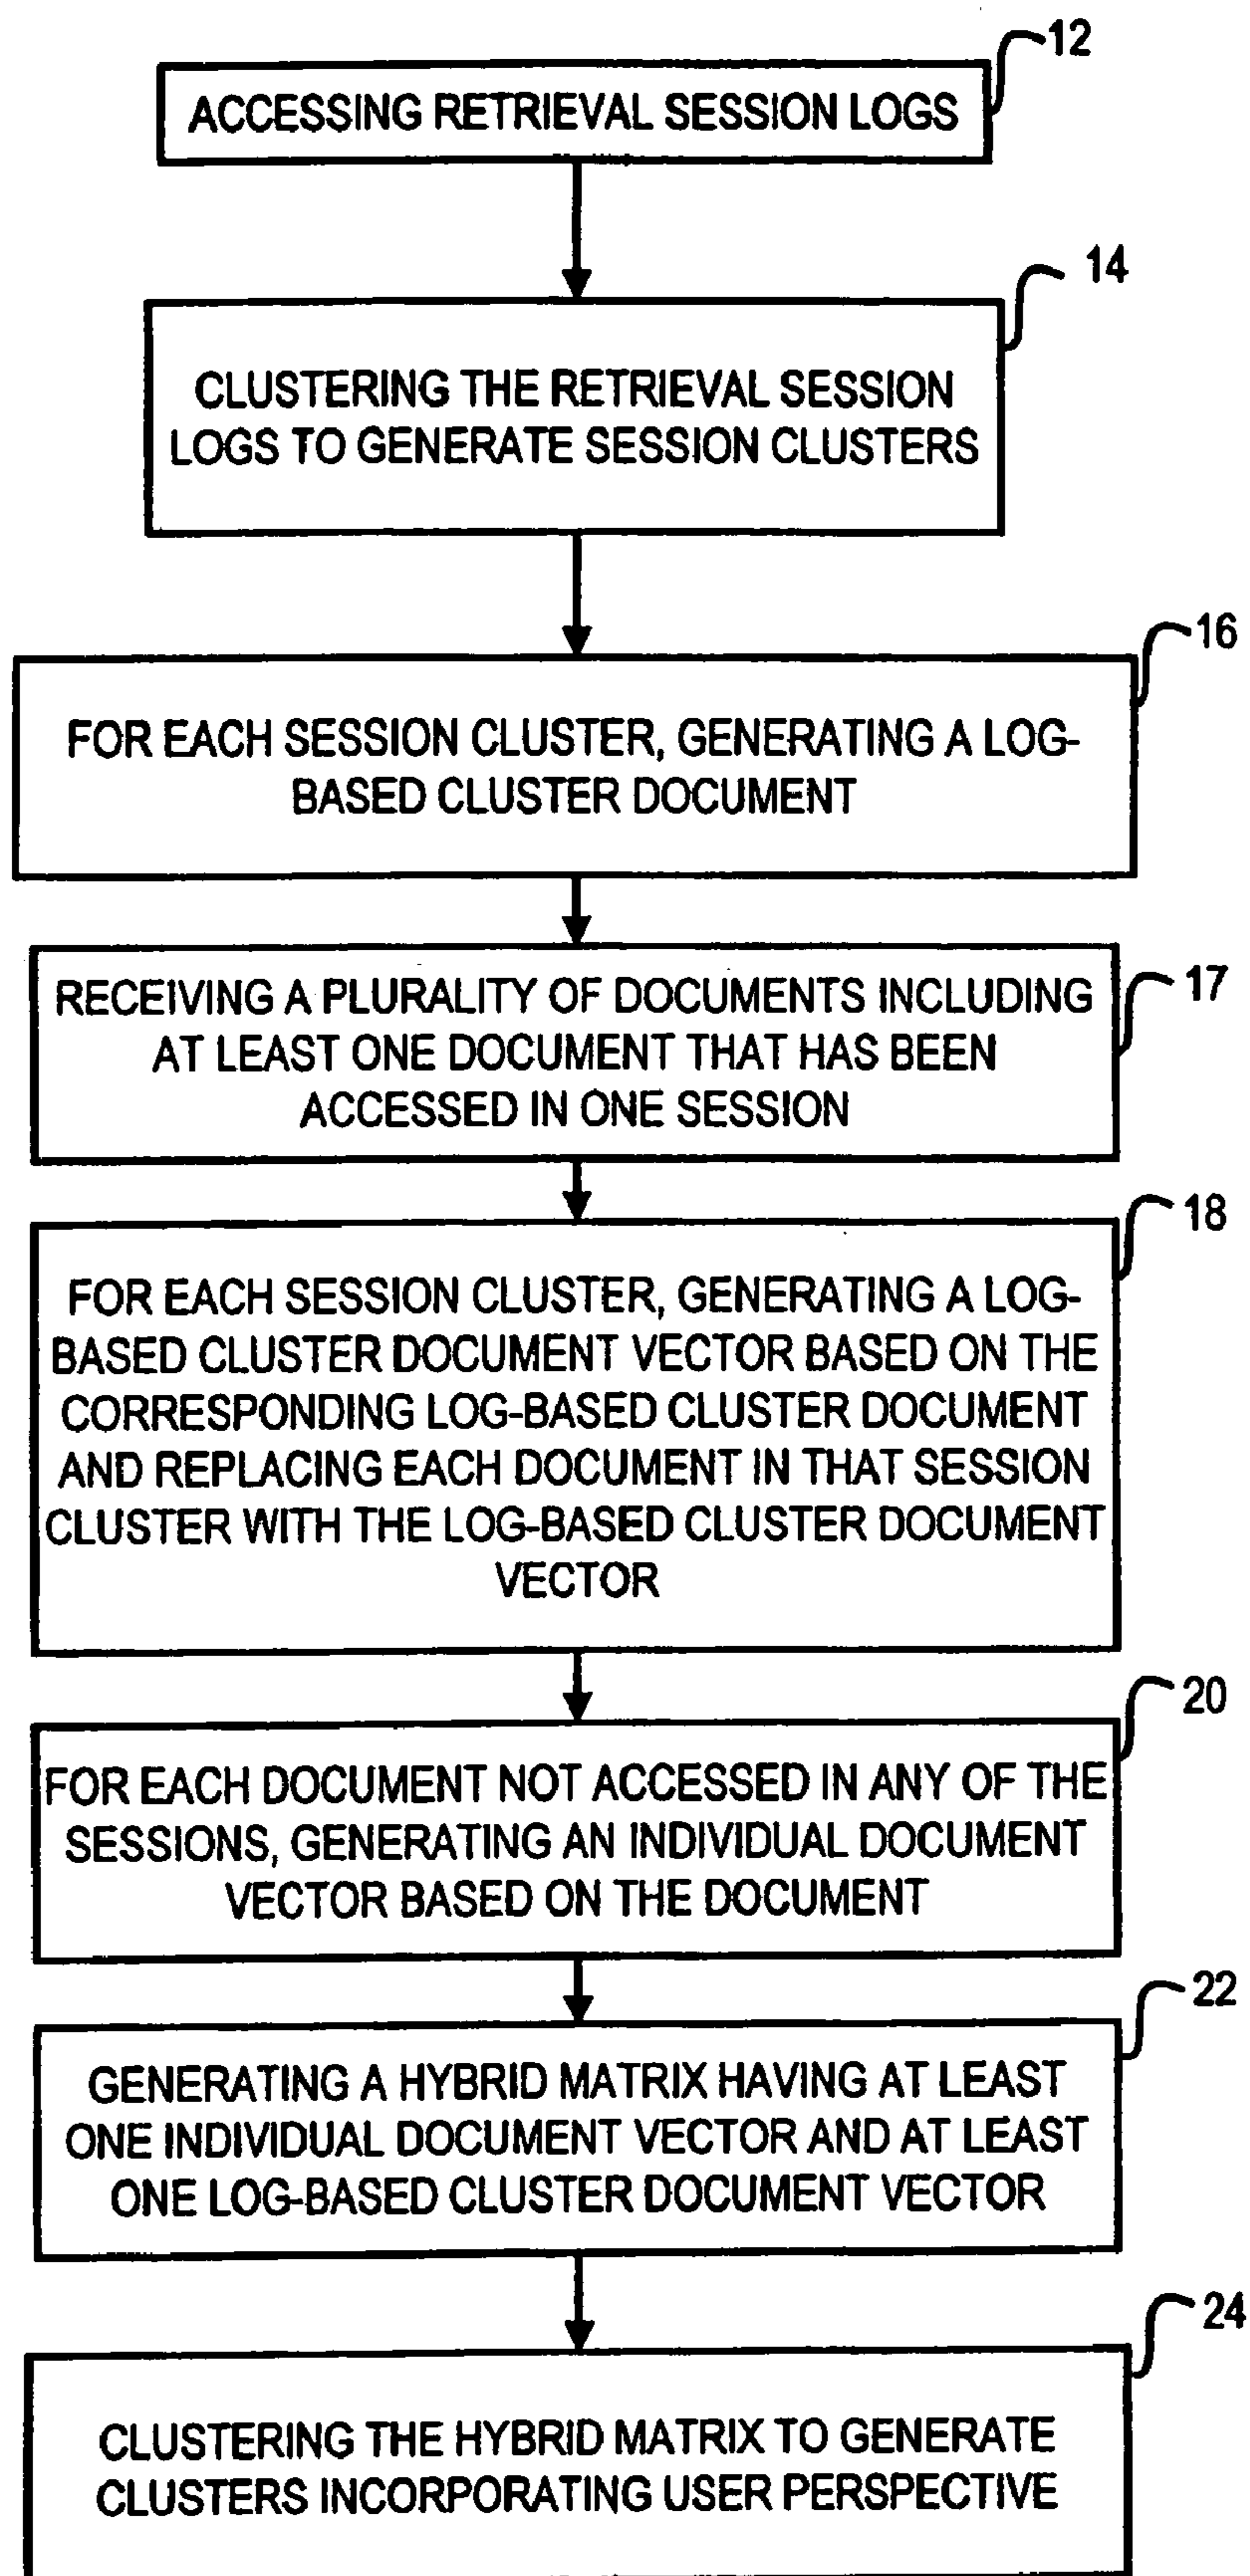 12
ACCESSING RETRIEVAL SESSION LOGS
14
CLUSTERING THE RETRIEVAL SESSION
LOGS TO GENERATE SESSION CLUSTERS
16
FOR EACH SESSION CLUSTER, GENERATING A LOG-
BASED CLUSTER DOCUMENT
17
RECEIVING A PLURALITY OF DOCUMENTS INCLUDING
AT LEAST ONE DOCUMENT THAT HAS BEEN
ACCESSED IN ONE SESSION
18
FOR EACH SESSION CLUSTER, GENERATING A LOG-
BASED CLUSTER DOCUMENT VECTOR BASED ON THE
CORRESPONDING LOG-BASED CLUSTER DOCUMENT
AND REPLACING EACH DOCUMENT IN THAT SESSION
CLUSTER WITH THE LOG-BASED CLUSTER DOCUMENT
VECTOR
20
FOR EACH DOCUMENT NOT ACCESSED IN ANY OF THE
SESSIONS, GENERATING AN INDIVIDUAL DOCUMENT
VECTOR BASED ON THE DOCUMENT
22
GENERATING A HYBRID MATRIX HAVING AT LEAST
ONE INDIVIDUAL DOCUMENT VECTOR AND AT LEAST
ONE LOG-BASED CLUSTER DOCUMENT VECTOR
24
CLUSTERING THE HYBRID MATRIX TO GENERATE
CLUSTERS INCORPORATING USER PERSPECTIVE